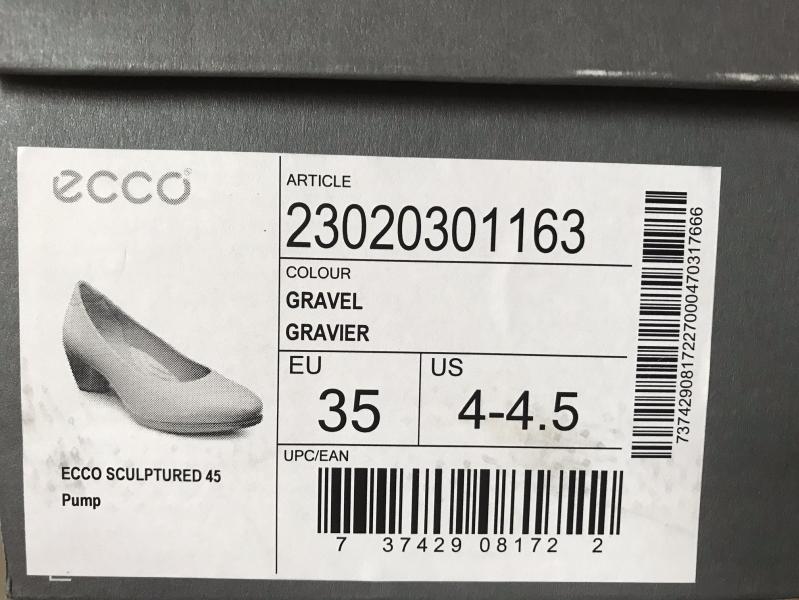 ecco®
ECCO SCULPTURED 45
Pump
ARTICLE
23020301163
COLOUR
GRAVEL
GRAVIER
EU
35
US
4-4.5
UPC/EAN
7 37429 08172 2
7374290817227000470317666